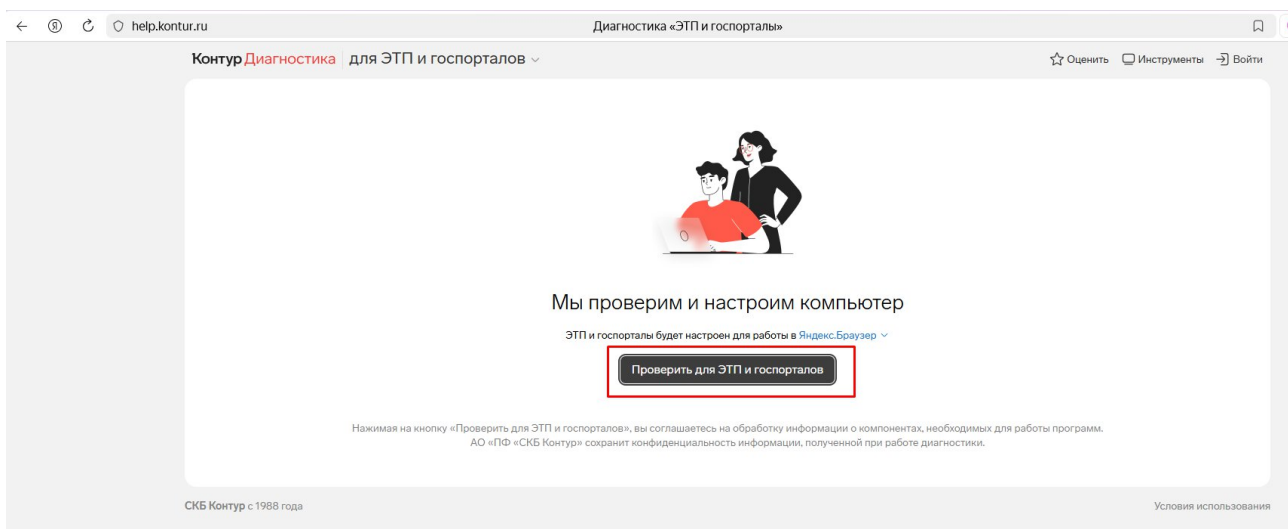 help.kontur.ru
Диагностика «ЭТП и госпорталы»
Контур Диагностика для ЭТП и госпорталов
Оценить
Инструменты
Войти
Мы проверим и настроим компьютер
ЭТП и госпорталы будет настроен для работы в Яндекс.Браузер
Проверить для ЭТП и госпорталов
Нажимая на кнопку «Проверить для ЭТП и госпорталов», вы соглашаетесь на обработку информации о компонентах, необходимых для работы программ.
АО «ПФ «СКБ Контур» сохранит конфиденциальность информации, полученной при работе диагностики.
СКБ Контур с 1988 года
Условия использования